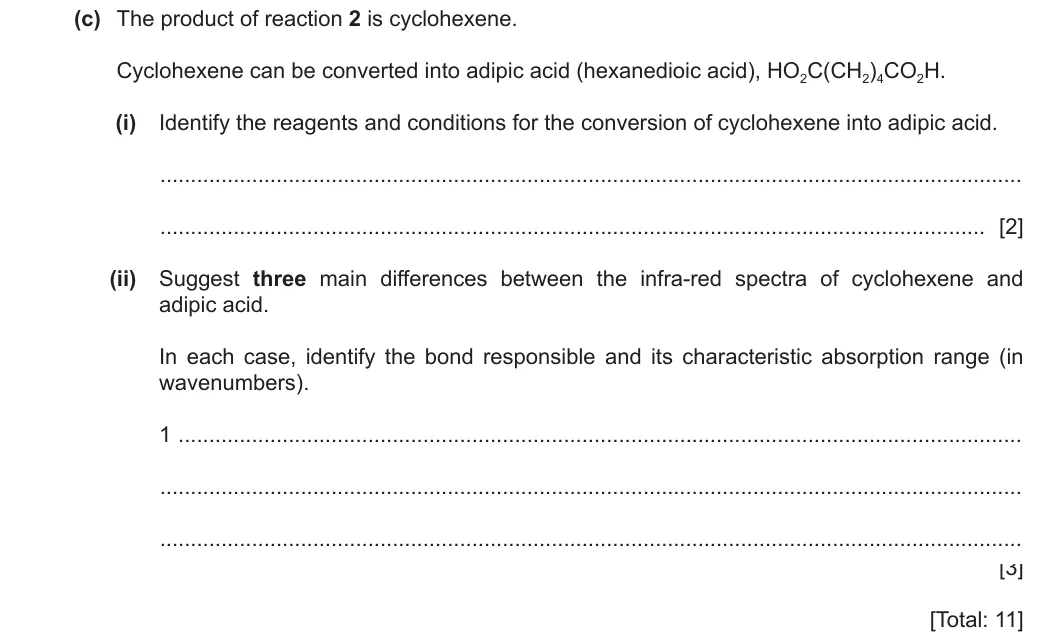 (c) The product of reaction 2 is cyclohexene.
Cyclohexene can be converted into adipic acid (hexanedioic acid), HO₂C(CH₂)₄CO₂H.
(i) Identify the reagents and conditions for the conversion of cyclohexene into adipic acid.
..........................................................................................................................................
.................................................................................................................................... [2]
(ii) Suggest three main differences between the infra-red spectra of cyclohexene and
adipic acid.
In each case, identify the bond responsible and its characteristic absorption range (in
wavenumbers).
1 .......................................................................................................................................
..........................................................................................................................................
..........................................................................................................................................
[3]
[Total: 11]